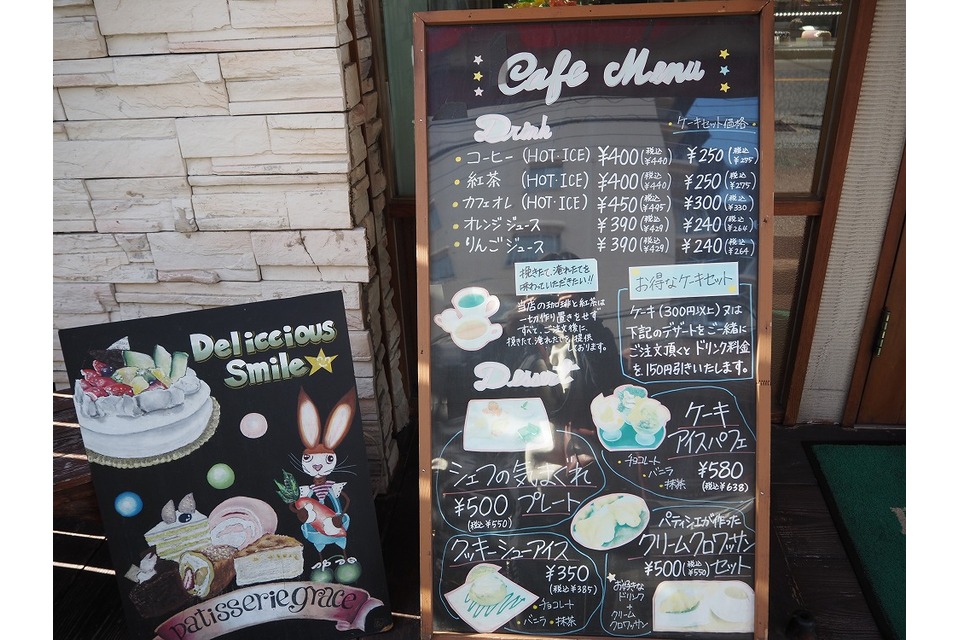 Cafe Menu
Drink
・ケーキセット価格・
・コーヒー (HOT・ICE) ¥400(税込¥440) ¥250(税込¥275)
・紅茶 (HOT・ICE) ¥400(税込¥440) ¥250(税込¥275)
・カフェオレ (HOT・ICE) ¥450(税込¥495) ¥300(税込¥330)
・オレンジジュース ¥390(税込¥429) ¥240(税込¥264)
・りんごジュース ¥390(税込¥429) ¥240(税込¥264)
挽きたて、淹れたてを
味わっていただきたい!!
当店の珈琲と紅茶は
一切作り置きをせず
すべて、ご注文様に、
挽きたて、淹れたてを提供
しております。
お得なケーキセット
ケーキ(300円以上)又は
下記のデザートをご一緒に
ご注文頂くとドリンク料金
を150円引きいたします。
シェフの気まぐれ
¥500 プレート
(税込¥550)
ケーキ
アイスパフェ
・チョコレート
・バニラ
・抹茶
¥580
(税込¥638)
クッキーシューアイス
¥350
(税込¥385)
・チョコレート
・バニラ ・抹茶
パティシエが作った
クリームクロワッサン
¥500(税込¥550)セット
お好きな
ドリンク
+
クリーム
クロワッサン
Deliccious
Smile
patisserie grace